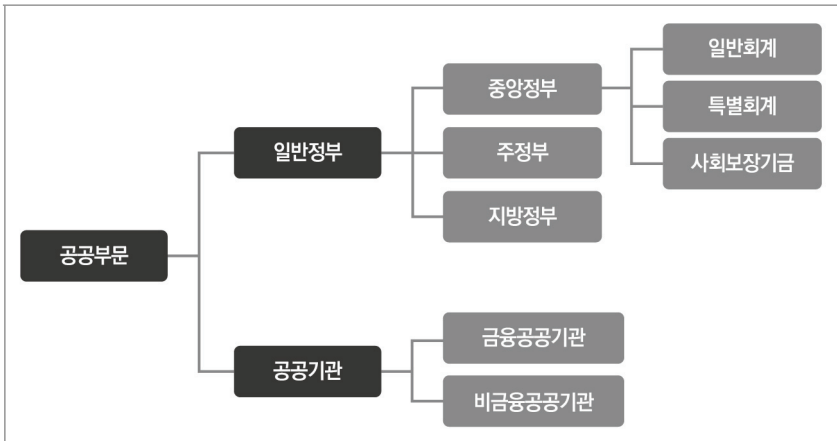 공공부문
일반정부
중앙정부
일반회계
특별회계
사회보장기금
주정부
지방정부
공공기관
금융공공기관
비금융공공기관